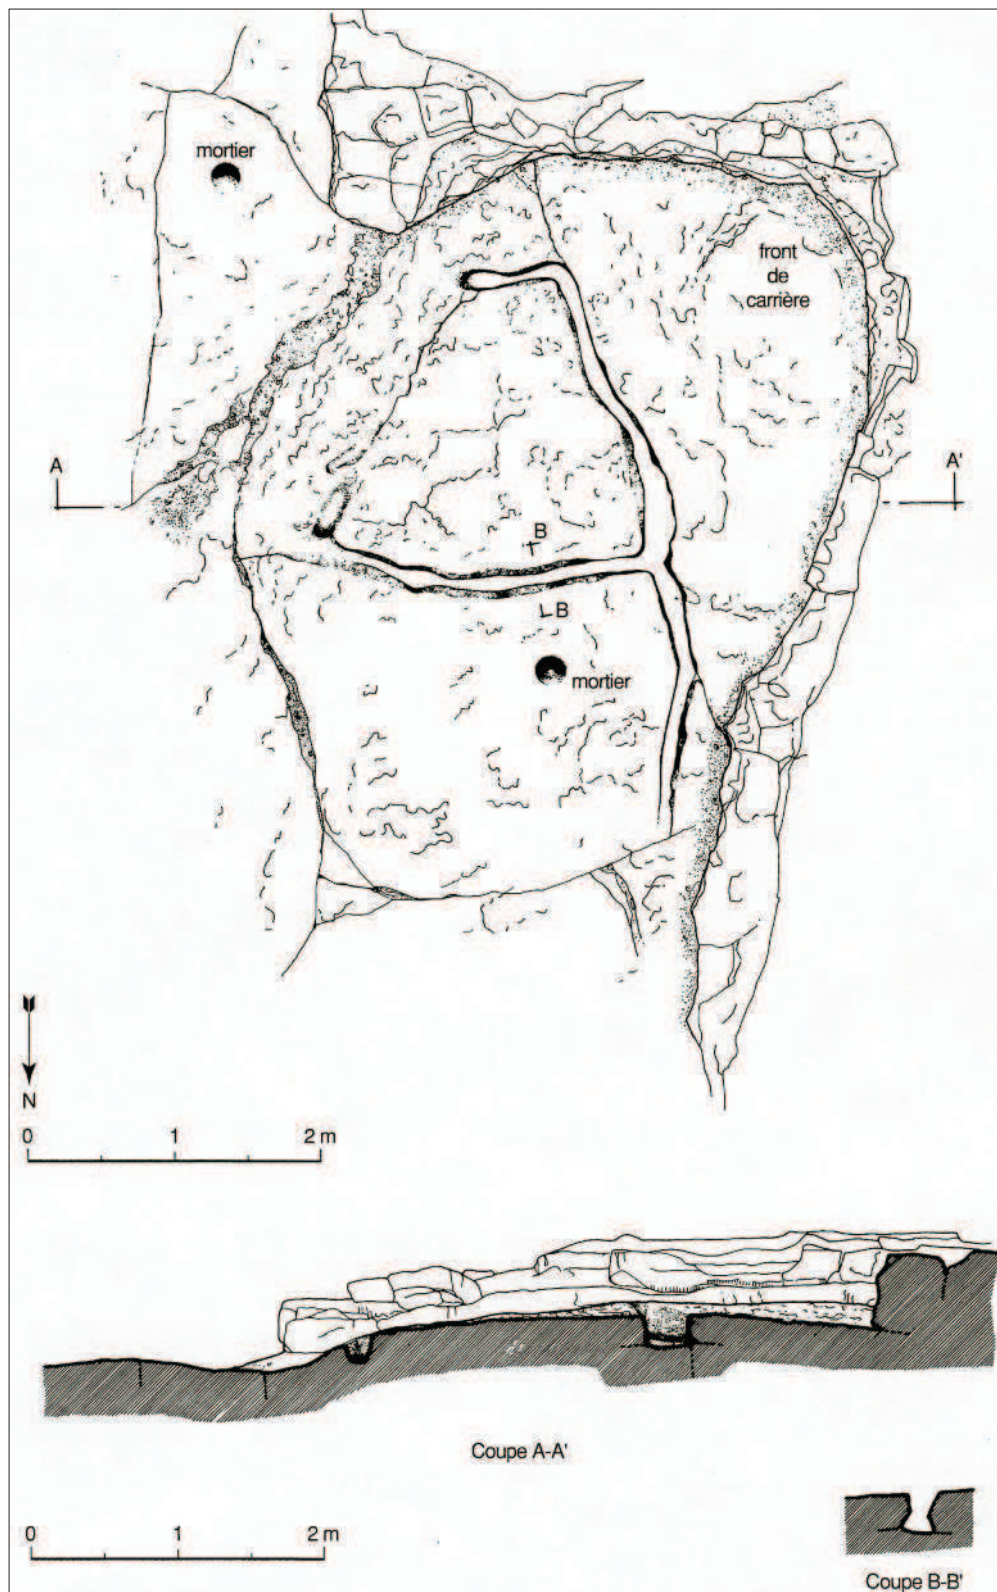 mortier
front
de
carrière
A
A'
B
B
mortier
N
0 1 2 m
Coupe A-A'
0 1 2 m
Coupe B-B'